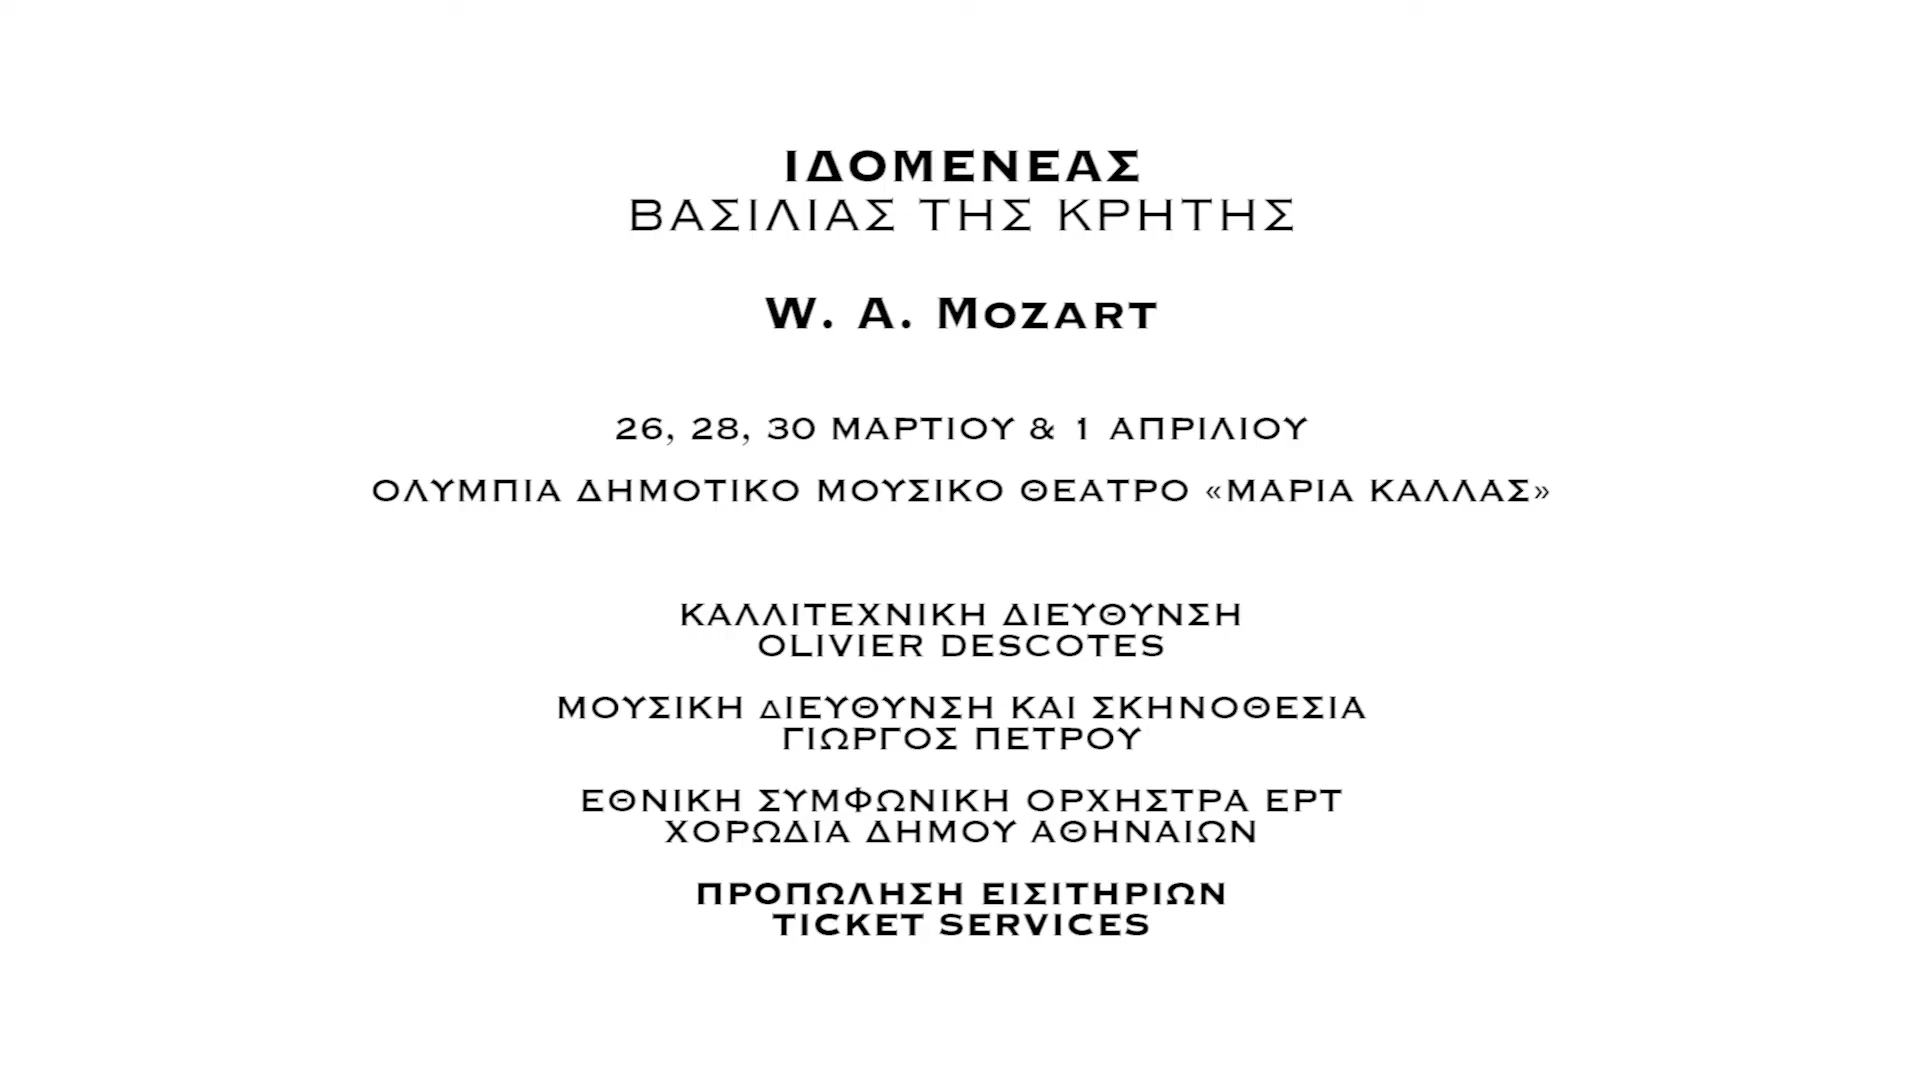 ΙΔΟΜΕΝΕΑΣ
ΒΑΣΙΛΙΑΣ ΤΗΣ ΚΡΗΤΗΣ
W. A. MOZART
26, 28, 30 ΜΑΡΤΙΟΥ & 1 ΑΠΡΙΛΙΟΥ
ΟΛΥΜΠΙΑ ΔΗΜΟΤΙΚΟ ΜΟΥΣΙΚΟ ΘΕΑΤΡΟ «ΜΑΡΙΑ ΚΑΛΛΑΣ»
ΚΑΛΛΙΤΕΧΝΙΚΗ ΔΙΕΥΘΥΝΣΗ
OLIVIER DESCOTES
ΜΟΥΣΙΚΗ ΔΙΕΥΘΥΝΣΗ ΚΑΙ ΣΚΗΝΟΘΕΣΙΑ
ΓΙΩΡΓΟΣ ΠΕΤΡΟΥ
ΕΘΝΙΚΗ ΣΥΜΦΩΝΙΚΗ ΟΡΧΗΣΤΡΑ ΕΡΤ
ΧΟΡΩΔΙΑ ΔΗΜΟΥ ΑΘΗΝΑΙΩΝ
ΠΡΟΠΩΛΗΣΗ ΕΙΣΙΤΗΡΙΩΝ
TICKET SERVICES